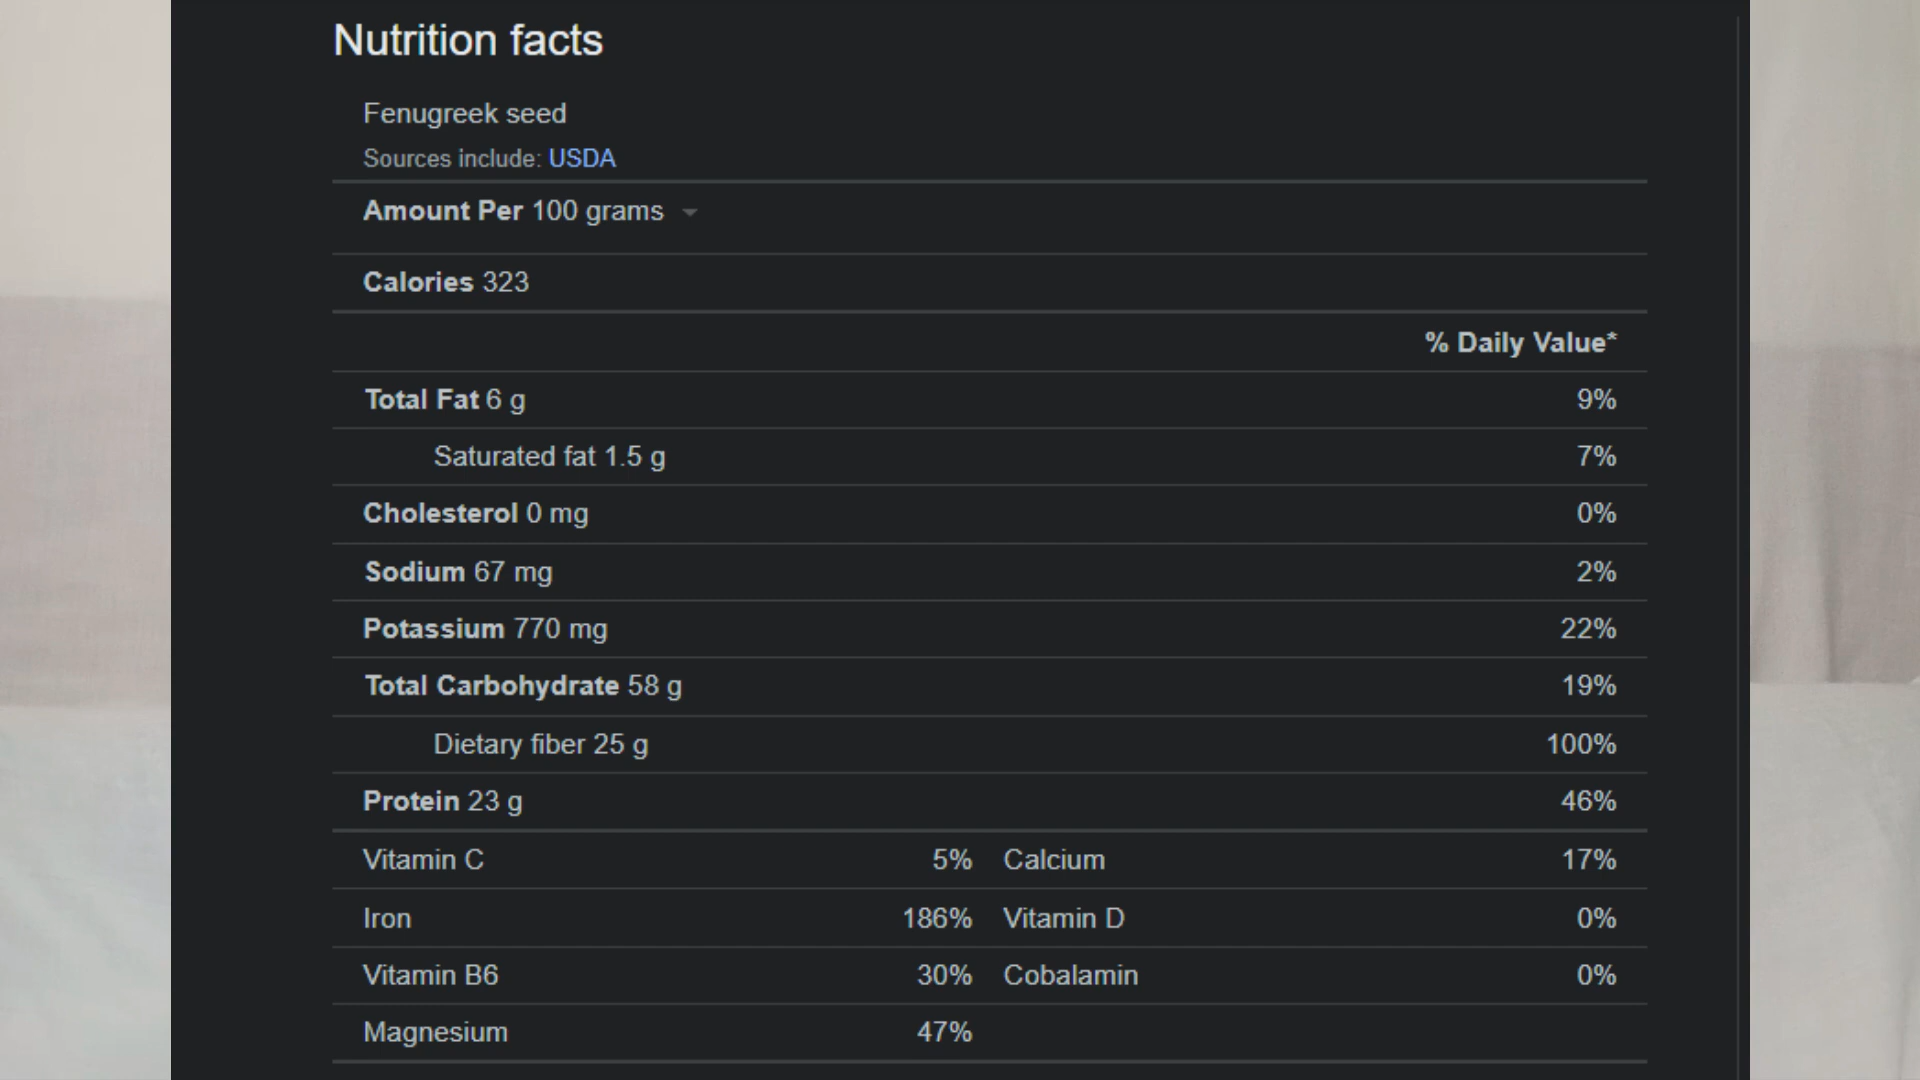 Nutrition facts
Fenugreek seed
Sources include: USDA
Amount Per 100 grams
Calories 323
% Daily Value*
Total Fat 6 g 9%
Saturated fat 1.5 g 7%
Cholesterol 0 mg 0%
Sodium 67 mg 2%
Potassium 770 mg 22%
Total Carbohydrate 58 g 19%
Dietary fiber 25 g 100%
Protein 23 g 46%
Vitamin C 5% Calcium 17%
Iron 186% Vitamin D 0%
Vitamin B6 30% Cobalamin 0%
Magnesium 47%